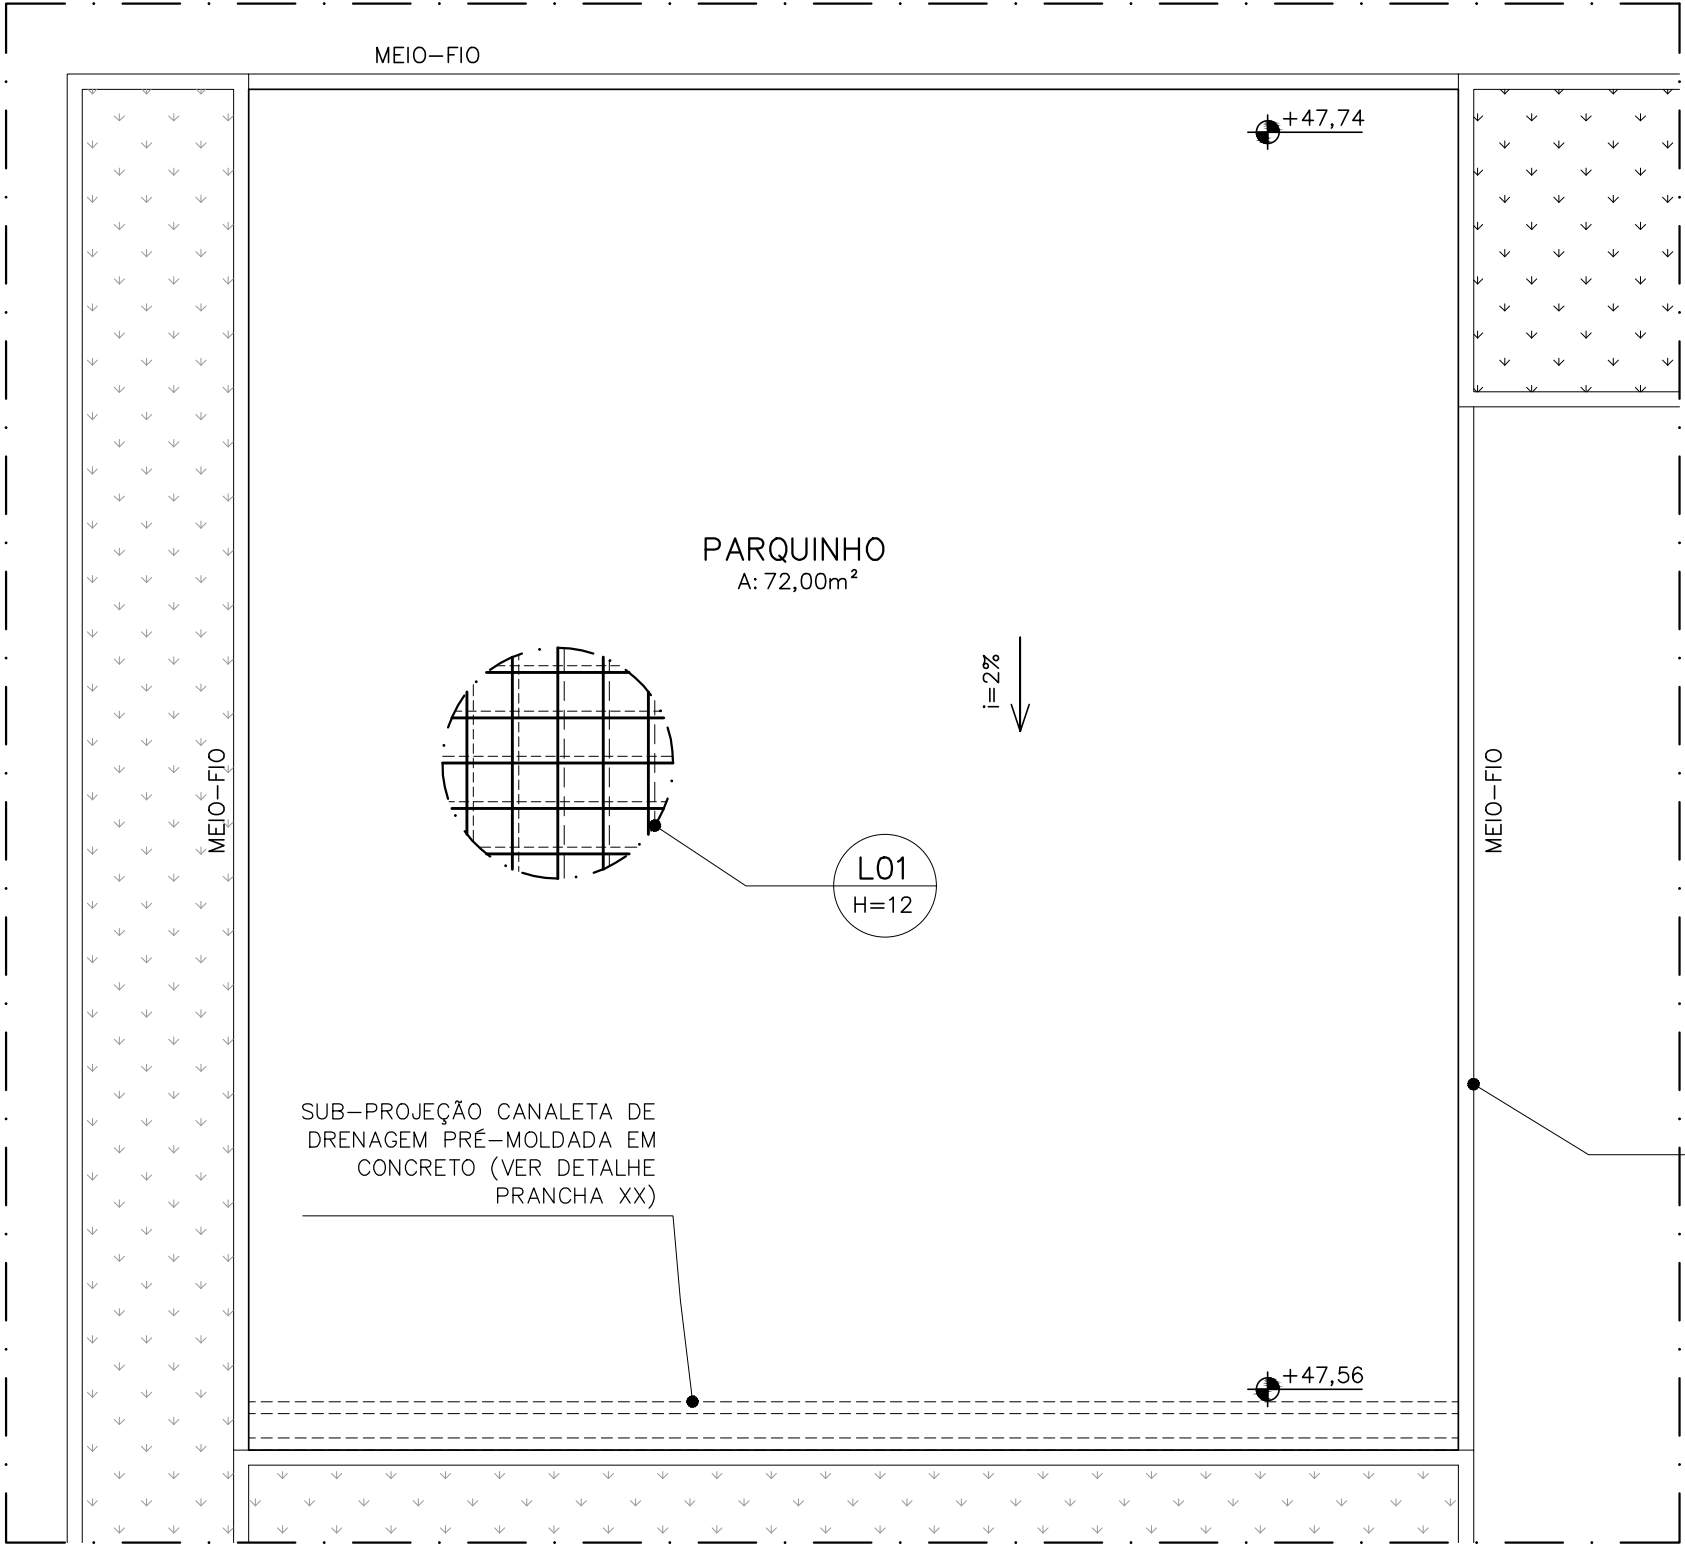 MEIO-FIO
+47,74
PARQUINHO
A: 72,00m²
i=2%
MEIO-FIO
MEIO-FIO
L01
H=12
SUB-PROJEÇÃO CANALETA DE
DRENAGEM PRÉ-MOLDADA EM
CONCRETO (VER DETALHE
PRANCHA XX)
+47,56